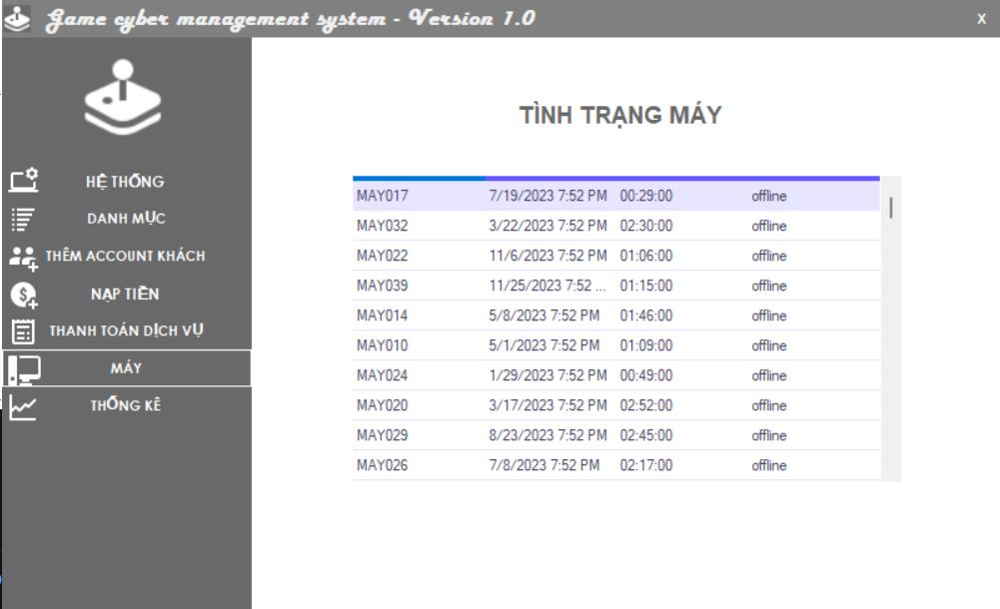 Game cyber management system - Version 1.0
X
HỆ THỐNG
DANH MỤC
THÊM ACCOUNT KHÁCH
NẠP TIỀN
THANH TOÁN DỊCH VỤ
MÁY
THỐNG KÊ
TÌNH TRẠNG MÁY
MAY017 7/19/2023 7:52 PM 00:29:00 offline
MAY032 3/22/2023 7:52 PM 02:30:00 offline
MAY022 11/6/2023 7:52 PM 01:06:00 offline
MAY039 11/25/2023 7:52 ... 01:15:00 offline
MAY014 5/8/2023 7:52 PM 01:46:00 offline
MAY010 5/1/2023 7:52 PM 01:09:00 offline
MAY024 1/29/2023 7:52 PM 00:49:00 offline
MAY020 3/17/2023 7:52 PM 02:52:00 offline
MAY029 8/23/2023 7:52 PM 02:45:00 offline
MAY026 7/8/2023 7:52 PM 02:17:00 offline